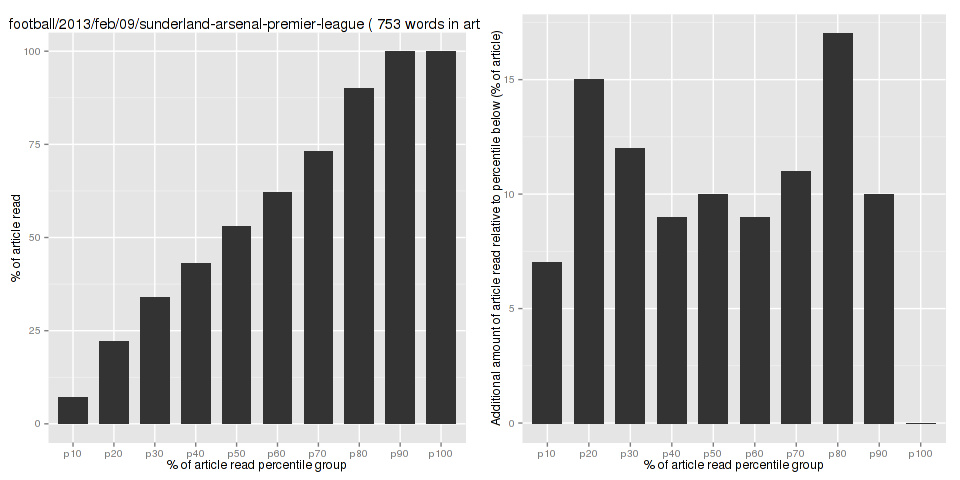 football/2013/feb/09/sunderland-arsenal-premier-league ( 753 words in art
100
75
50
25
0
% of article read
p10 p20 p30 p40 p50 p60 p70 p80 p90 p100
% of article read percentile group
15
10
5
0
Additional amount of article read relative to percentile below (% of article)
p10 p20 p30 p40 p50 p60 p70 p80 p90 p100
% of article read percentile group